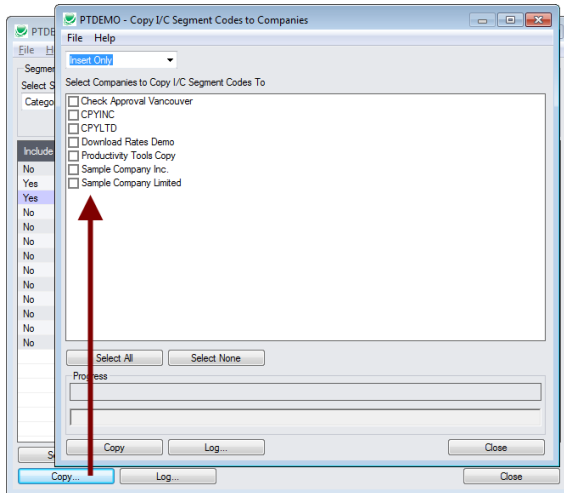 PTDEMO - Copy I/C Segment Codes to Companies
File Help
Insert Only
Select Companies to Copy I/C Segment Codes To
Check Approval Vancouver
CPYINC
CPYLTD
Download Rates Demo
Productivity Tools Copy
Sample Company Inc.
Sample Company Limited
Select All Select None
Progress
Copy Log... Close
PTDE
File H
Segmen
Select S
Catego
Include
No
Yes
Yes
No
No
No
No
No
No
No
No
No
No
S
Copy... Log... Close